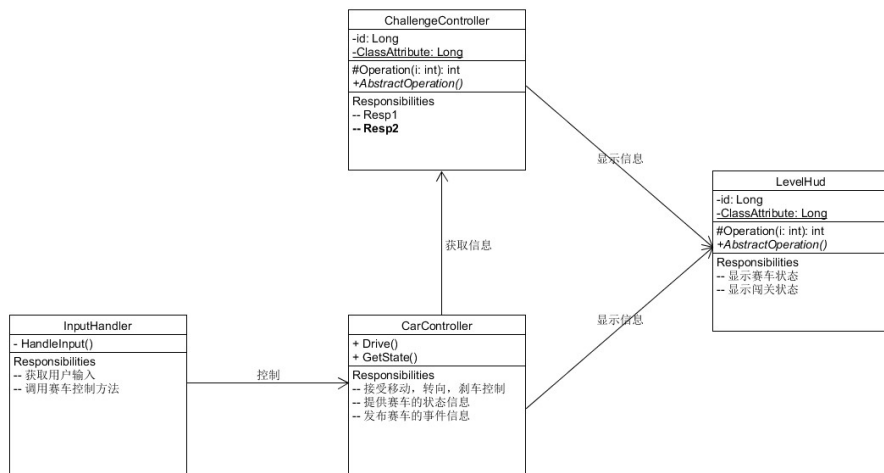 ChallengeController
-id: Long
-ClassAttribute: Long
#Operation(i: int): int
+AbstractOperation()
Responsibilities
-- Resp1
-- Resp2
显示信息
LevelHud
-id: Long
-ClassAttribute: Long
#Operation(i: int): int
+AbstractOperation()
Responsibilities
-- 显示赛车状态
-- 显示闯关状态
获取信息
显示信息
InputHandler
- HandleInput()
Responsibilities
-- 获取用户输入
-- 调用赛车控制方法
控制
CarController
+ Drive()
+ GetState()
Responsibilities
-- 接受移动，转向，刹车控制
-- 提供赛车的状态信息
-- 发布赛车的事件信息